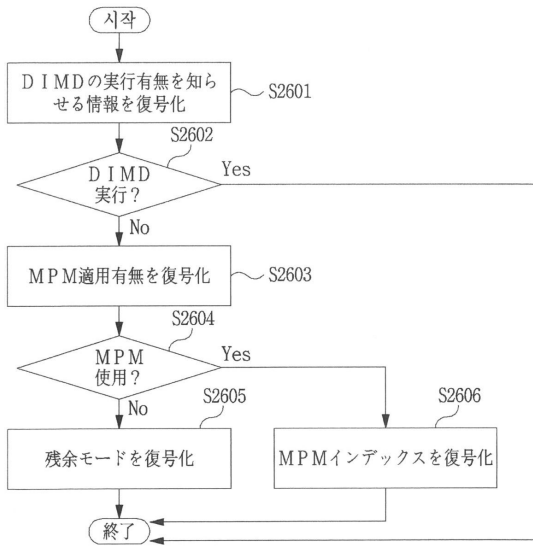 시작
ＤＩＭＤの実行有無を知ら
せる情報を復号化
S2601
S2602
ＤＩＭＤ
実行？
Yes
No
ＭＰＭ適用有無を復号化
S2603
S2604
ＭＰＭ
使用？
Yes
No
S2605
残余モードを復号化
S2606
ＭＰＭインデックスを復号化
終了